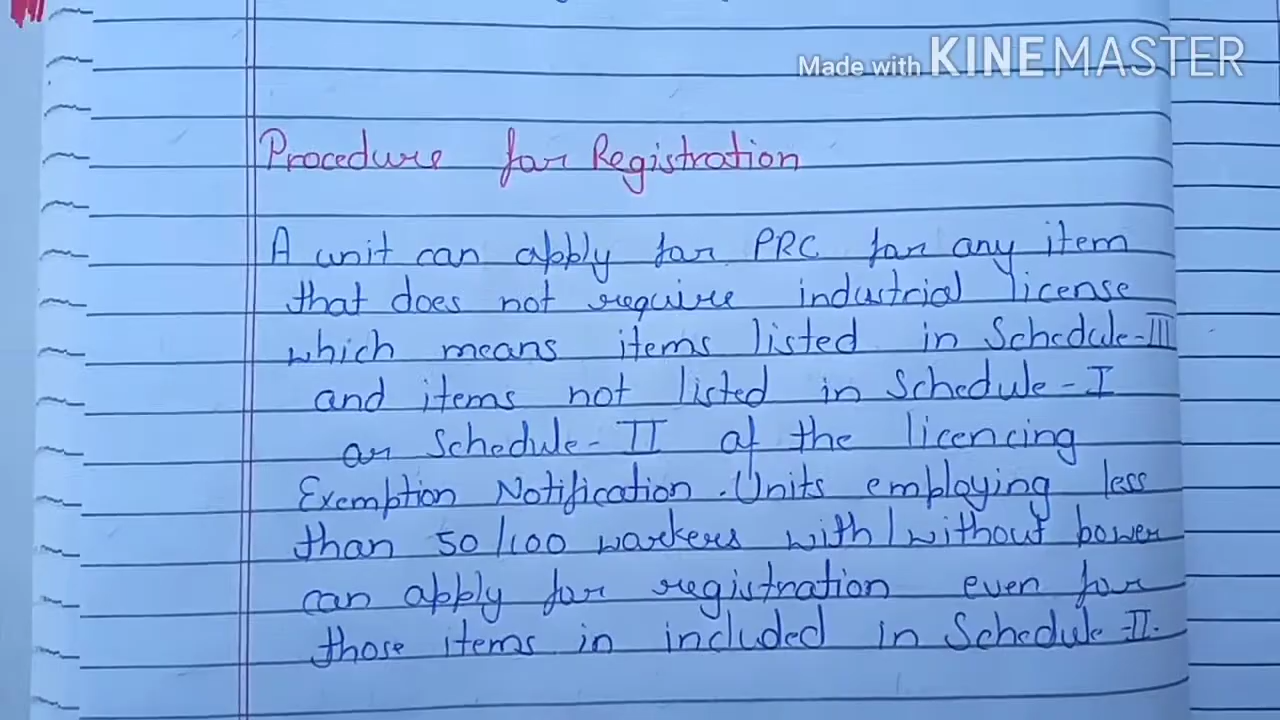 Made with KINEMASTER
Procedure for Registration
A unit can apply for PRC for any item
that does not require industrial license
which means items listed in Schedule-III
and items not listed in Schedule-I
or Schedule-II of the licencing
Exemption Notification. Units employing less
than 50/100 workers with/without power
can apply for registration even for
those items in included in Schedule-II.